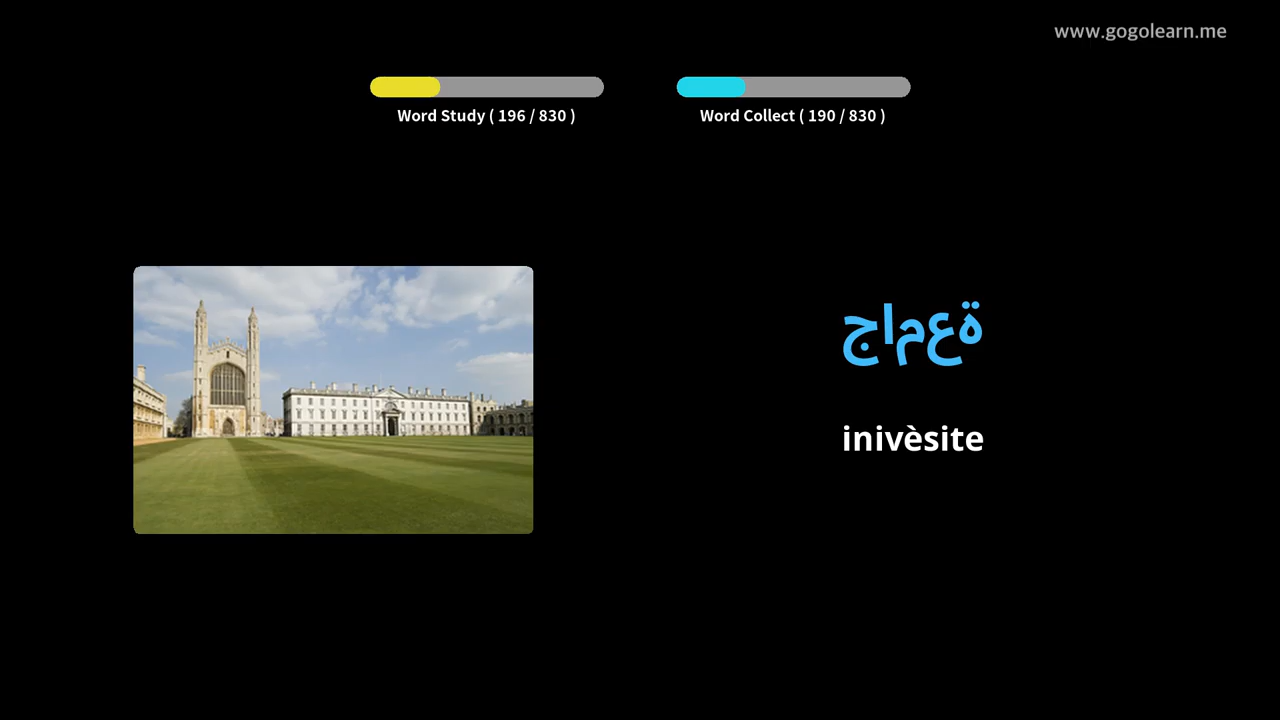 www.gogolearn.me
Word Study ( 196 / 830 )
Word Collect ( 190 / 830 )
جامعة
inivèsite